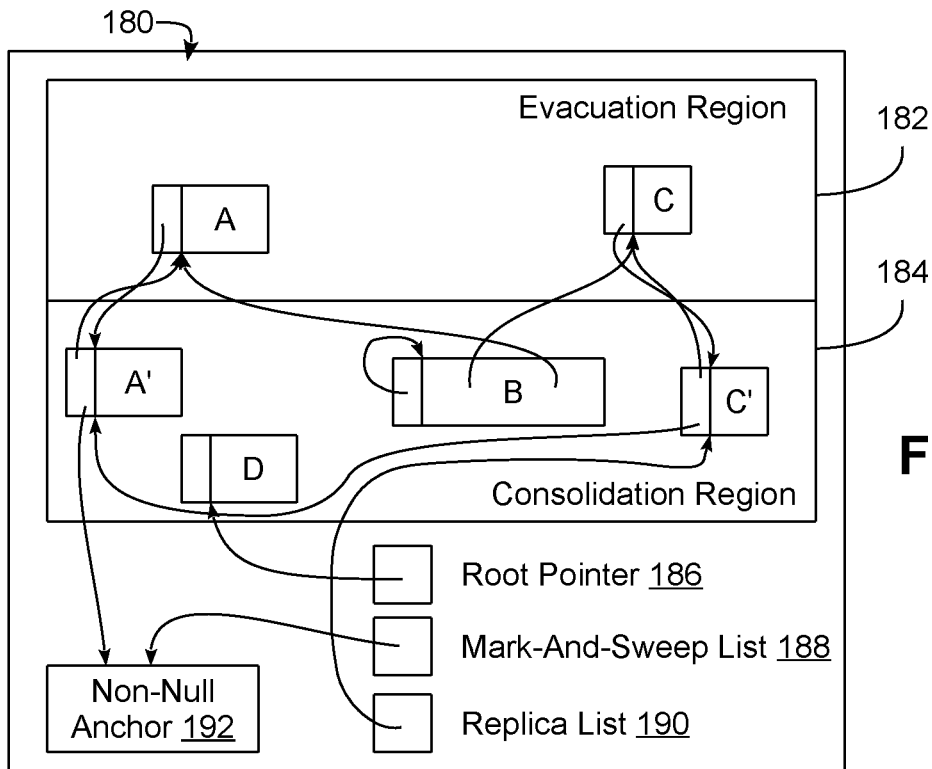 180
Evacuation Region
182
A
C
184
A'
B
C'
D
F
Consolidation Region
Root Pointer 186
Mark-And-Sweep List 188
Non-Null
Anchor 192
Replica List 190